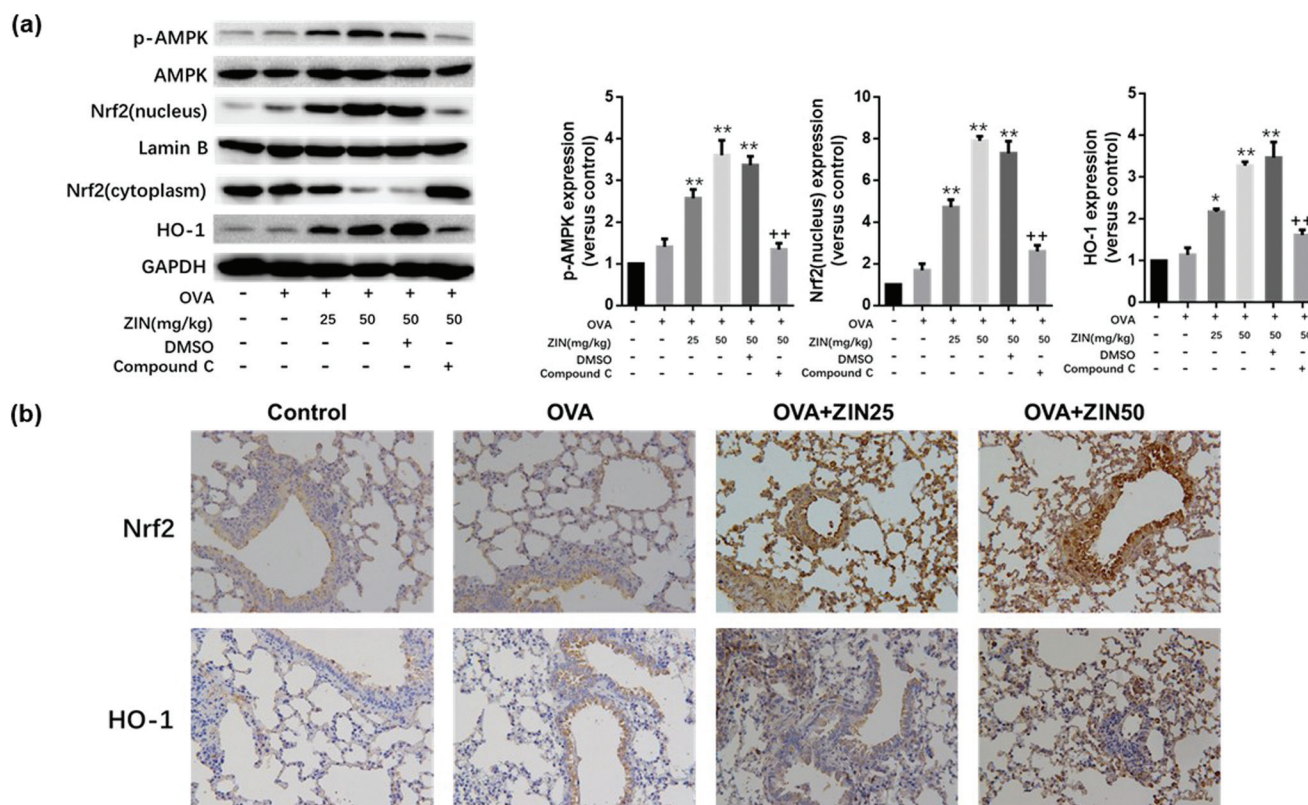 (a)
p-AMPK
AMPK
Nrf2(nucleus)
Lamin B
Nrf2(cytoplasm)
HO-1
GAPDH
- + + + + + OVA
ZIN(mg/kg) - - 25 50 50 50
DMSO - - - - + -
Compound C - - - - - +
p-AMPK expression
(versus control)
5
4
3
2
1
0
** ** ** ++
OVA - + + + + +
ZIN(mg/kg) - - 25 50 50 50
DMSO - - - - + -
Compound C - - - - - +
Nrf2(nucleus) expression
(versus control)
10
8
6
4
2
0
** ** ** ++
OVA - + + + + +
ZIN(mg/kg) - - 25 50 50 50
DMSO - - - - + -
Compound C - - - - - +
HO-1 expression
(versus control)
5
4
3
2
1
0
* ** ** ++
OVA - + + + + +
ZIN(mg/kg) - - 25 50 50 50
DMSO - - - - + -
Compound C - - - - - +
(b)
Control OVA OVA+ZIN25 OVA+ZIN50
Nrf2
HO-1